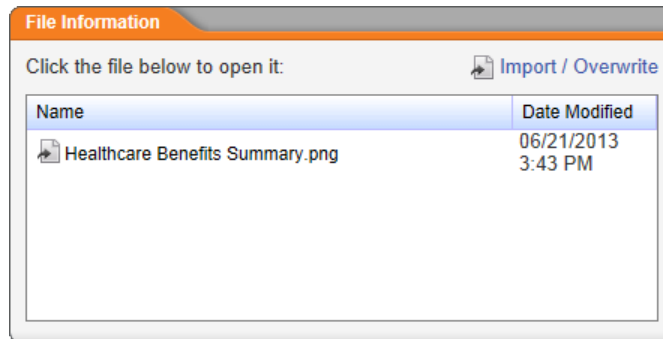 File Information
Click the file below to open it:
Import / Overwrite
Name
Date Modified
Healthcare Benefits Summary.png
06/21/2013
3:43 PM